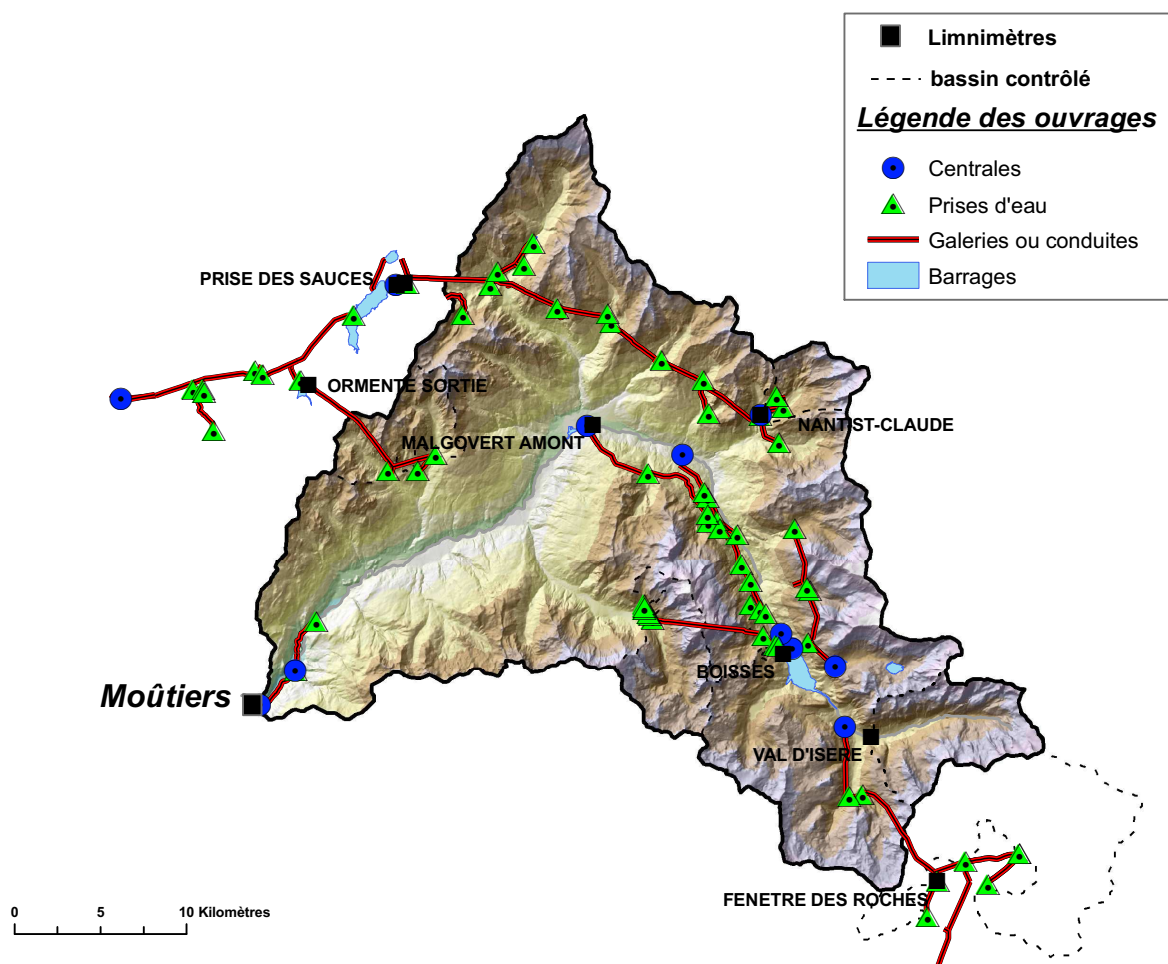 Limnimètres
bassin contrôlé
Légende des ouvrages
Centrales
Prises d'eau
Galeries ou conduites
Barrages
PRISE DES SAUCES
ORMENTE SORTIE
NANT/ST-CLAUDE
MALGOVERT AMONT
BOISSES
Moûtiers
VAL D'ISERE
FENETRE DES ROCHES
0 5 10 Kilomètres